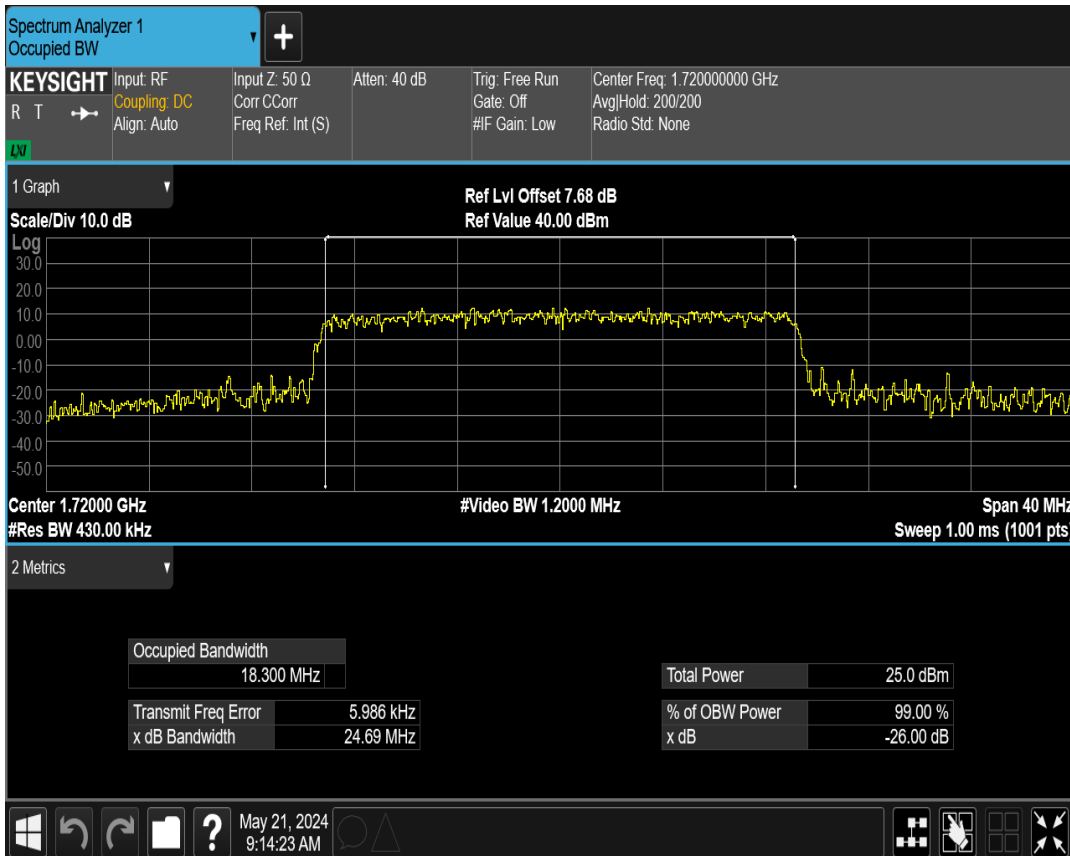 Spectrum Analyzer 1
Occupied BW
+
KEYSIGHT
R T
LXI
Input: RF
Coupling: DC
Align: Auto
Input Z: 50 Ω
Corr CCorr
Freq Ref: Int (S)
Atten: 40 dB
Trig: Free Run
Gate: Off
#IF Gain: Low
Center Freq: 1.720000000 GHz
Avg|Hold: 200/200
Radio Std: None
1 Graph
Scale/Div 10.0 dB
Ref Lvl Offset 7.68 dB
Ref Value 40.00 dBm
Log
30.0
20.0
10.0
0.00
-10.0
-20.0
-30.0
-40.0
-50.0
Center 1.72000 GHz
#Video BW 1.2000 MHz
Span 40 MHz
#Res BW 430.00 kHz
Sweep 1.00 ms (1001 pts)
2 Metrics
Occupied Bandwidth
18.300 MHz
Total Power 25.0 dBm
Transmit Freq Error 5.986 kHz
% of OBW Power 99.00 %
x dB Bandwidth 24.69 MHz
x dB -26.00 dB
?
May 21, 2024
9:14:23 AM